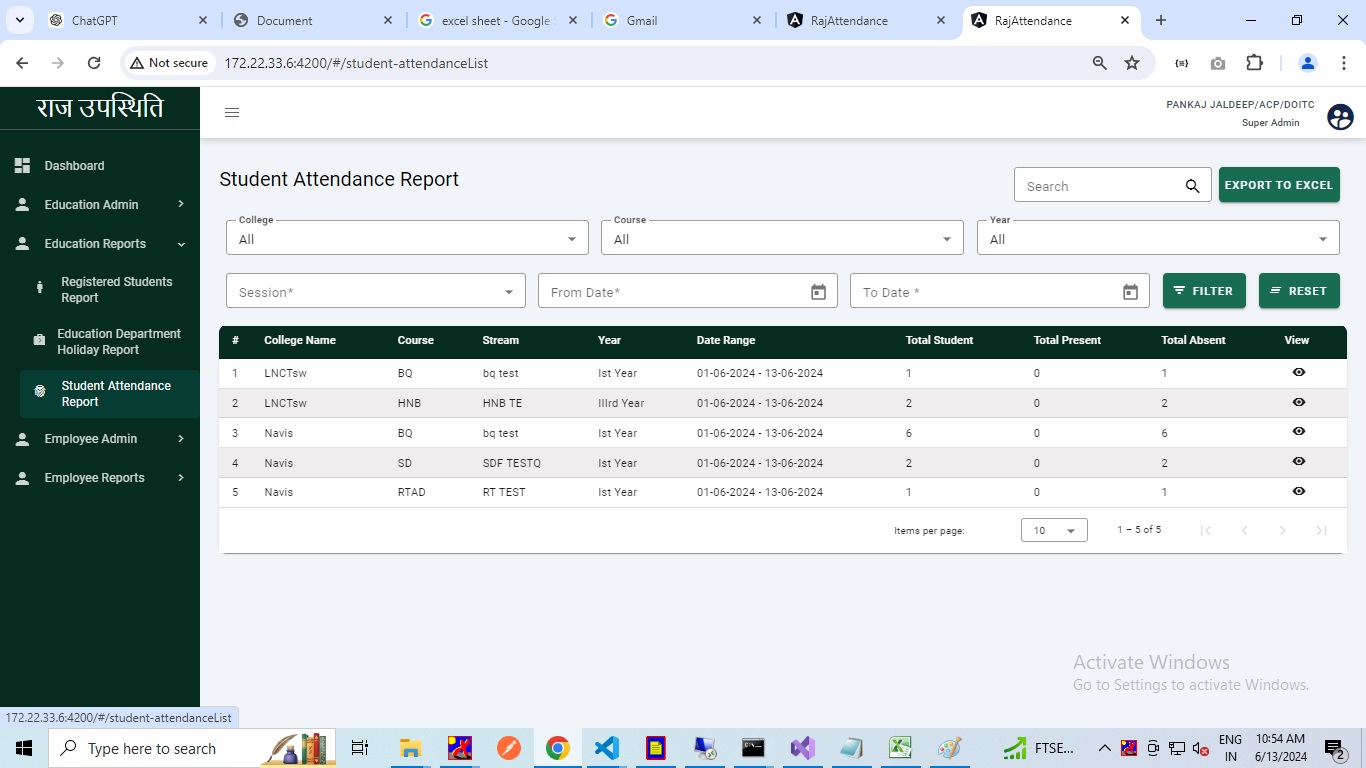 ChatGPT
Document
excel sheet - Google
Gmail
RajAttendance
RajAttendance
Not secure
172.22.33.6:4200/#/student-attendanceList
राज उपस्थिति
PANKAJ JALDEEP/ACP/DOITC
Super Admin
Dashboard
Education Admin
Education Reports
Registered Students
Report
Education Department
Holiday Report
Student Attendance
Report
Employee Admin
Employee Reports
Student Attendance Report
Search
EXPORT TO EXCEL
College
All
Course
All
Year
All
Session*
From Date*
To Date *
FILTER
RESET
# College Name Course Stream Year Date Range Total Student Total Present Total Absent View
1 LNCTsw BQ bq test Ist Year 01-06-2024 - 13-06-2024 1 0 1
2 LNCTsw HNB HNB TE IIIrd Year 01-06-2024 - 13-06-2024 2 0 2
3 Navis BQ bq test Ist Year 01-06-2024 - 13-06-2024 6 0 6
4 Navis SD SDF TESTQ Ist Year 01-06-2024 - 13-06-2024 2 0 2
5 Navis RTAD RT TEST Ist Year 01-06-2024 - 13-06-2024 1 0 1
Items per page: 10 1 – 5 of 5
Activate Windows
Go to Settings to activate Windows.
172.22.33.6:4200/#/student-attendanceList
Type here to search
FTSE...
ENG
IN
10:54 AM
6/13/2024
2